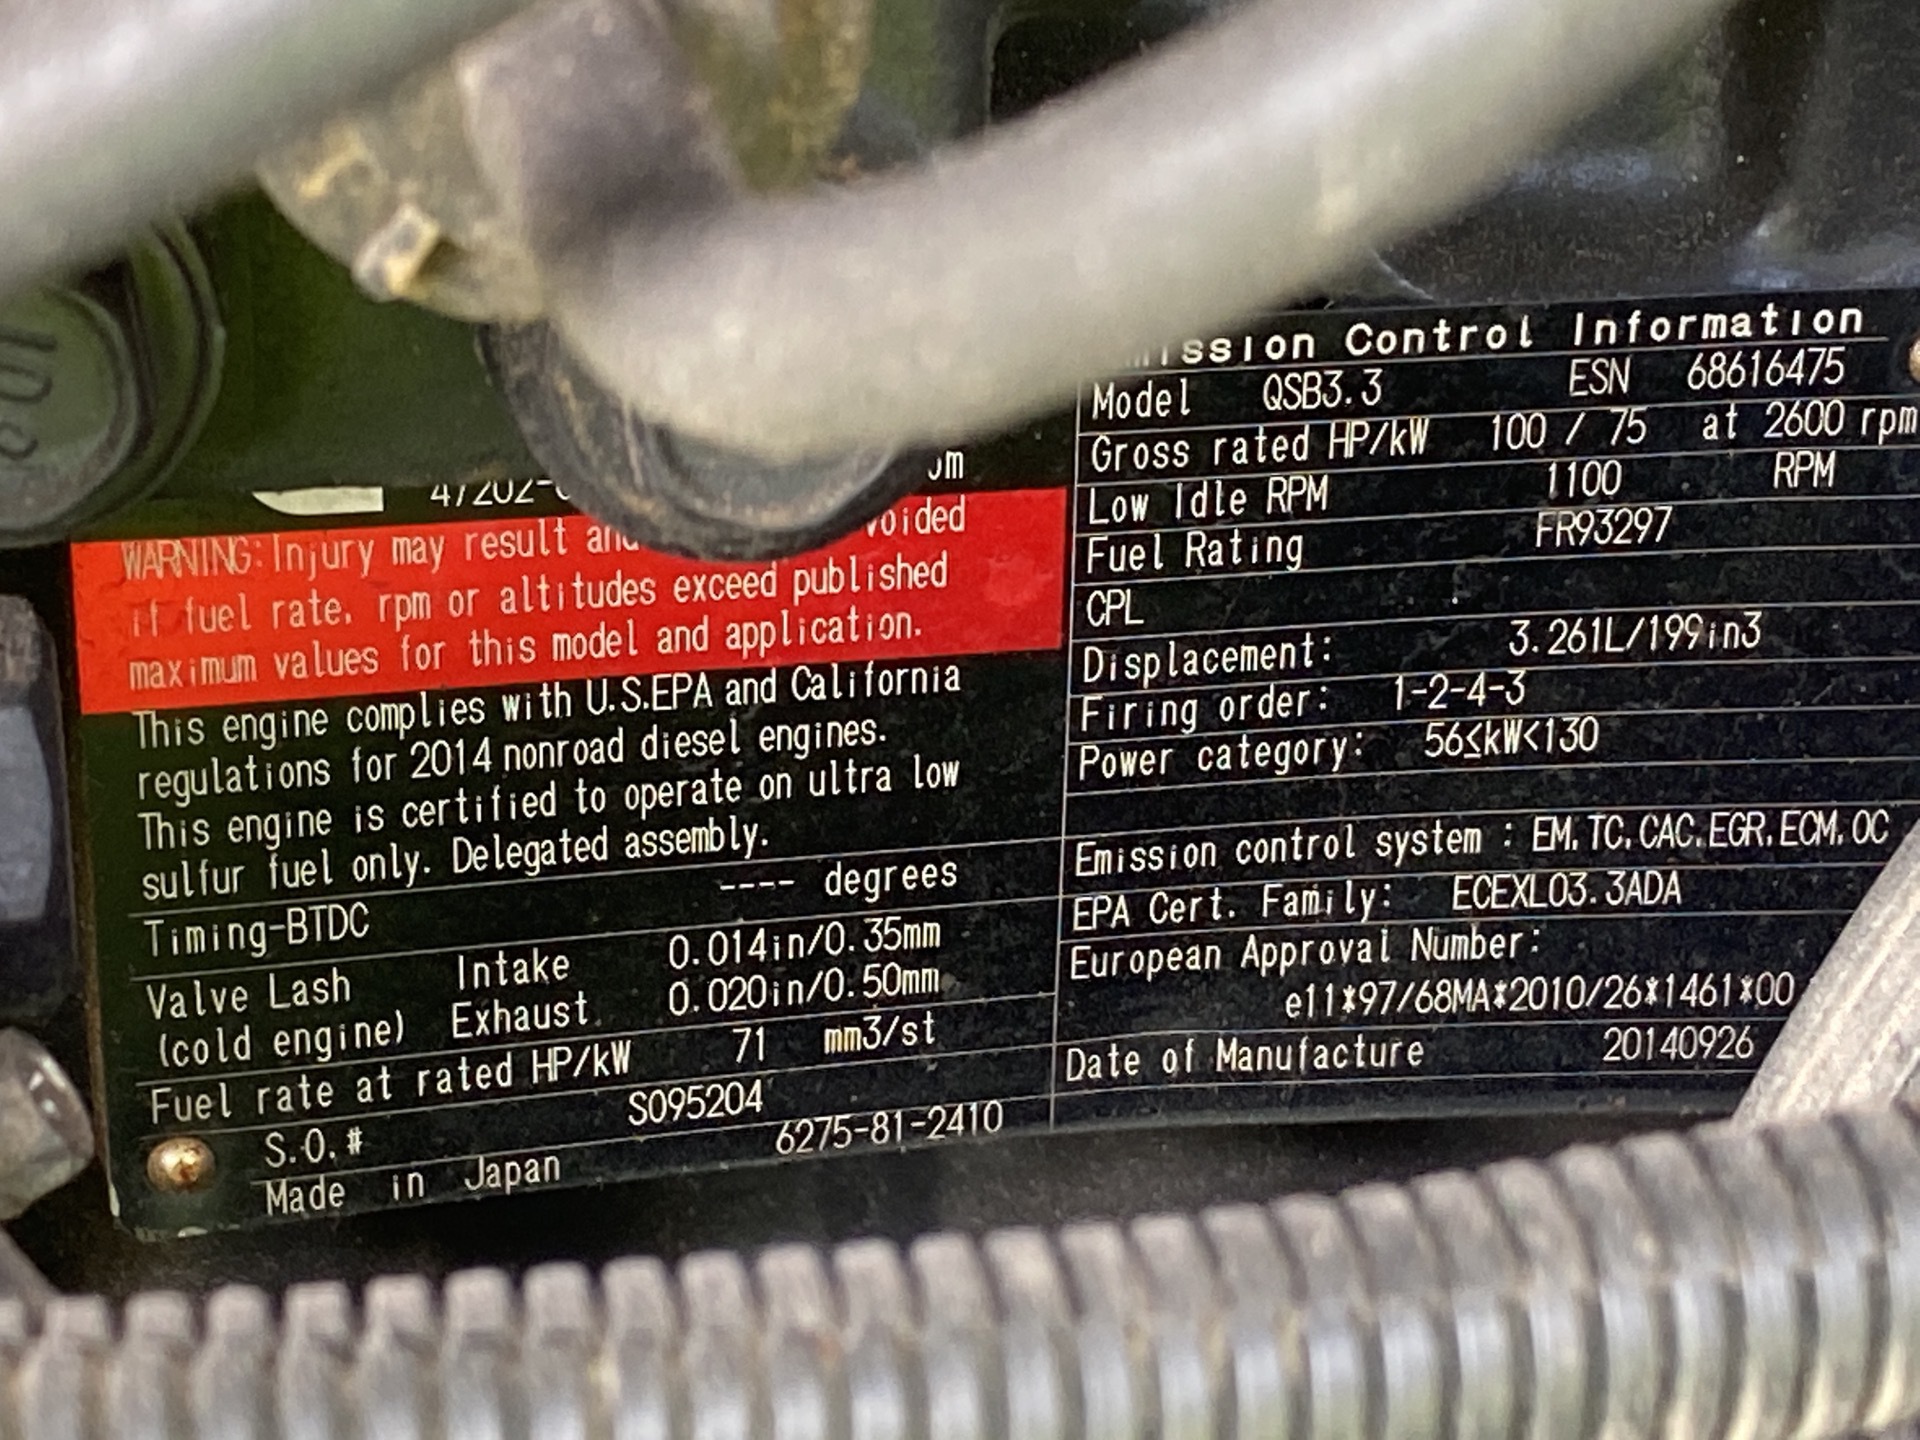 Control Information
Model QSB3.3 ESN 68616475
Gross rated HP/kW 100 / 75 at 2600 rpm
Low Idle RPM 1100 RPM
Fuel Rating FR93297
CPL
Displacement: 3.261L/199in3
Firing order: 1-2-4-3
Power category: 56≤kW<130
Emission control system : EM.TC.CAC.EGR.ECM.OC
EPA Cert. Family: ECEXL03.3ADA
European Approval Number:
e11*97/68MA*2010/26*1461*00
Date of Manufacture 20140926
WARNING: Injury may result
if fuel rate. rpm or altitudes exceed published
maximum values for this model and application.
This engine complies with U.S.EPA and California
regulations for 2014 nonroad diesel engines.
This engine is certified to operate on ultra low
sulfur fuel only. Delegated assembly.
Timing-BTDC ---- degrees
Valve Lash Intake 0.014in/0.35mm
(cold engine) Exhaust 0.020in/0.50mm
Fuel rate at rated HP/kW 71 mm3/st
S.O.# S095204
Made in Japan 6275-81-2410